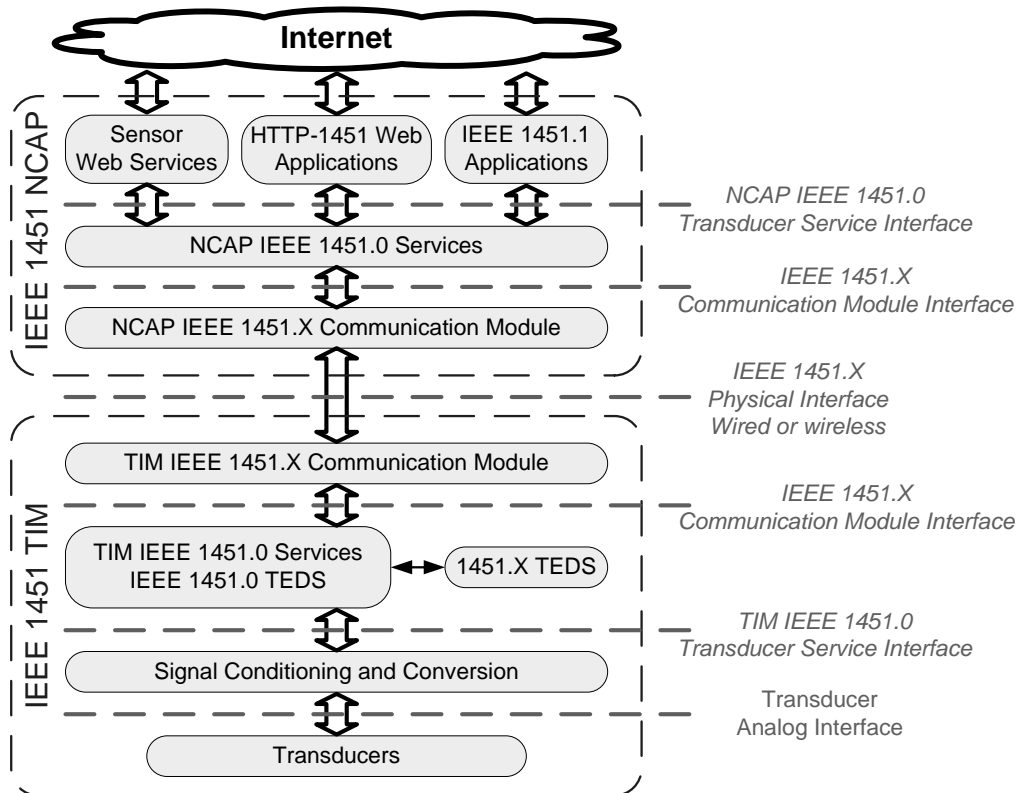 Internet
IEEE 1451 NCAP
Sensor
Web Services
HTTP-1451 Web
Applications
IEEE 1451.1
Applications
NCAP IEEE 1451.0
Transducer Service Interface
NCAP IEEE 1451.0 Services
IEEE 1451.X
Communication Module Interface
NCAP IEEE 1451.X Communication Module
IEEE 1451.X
Physical Interface
Wired or wireless
IEEE 1451 TIM
TIM IEEE 1451.X Communication Module
IEEE 1451.X
Communication Module Interface
TIM IEEE 1451.0 Services
IEEE 1451.0 TEDS
1451.X TEDS
TIM IEEE 1451.0
Transducer Service Interface
Signal Conditioning and Conversion
Transducer
Analog Interface
Transducers